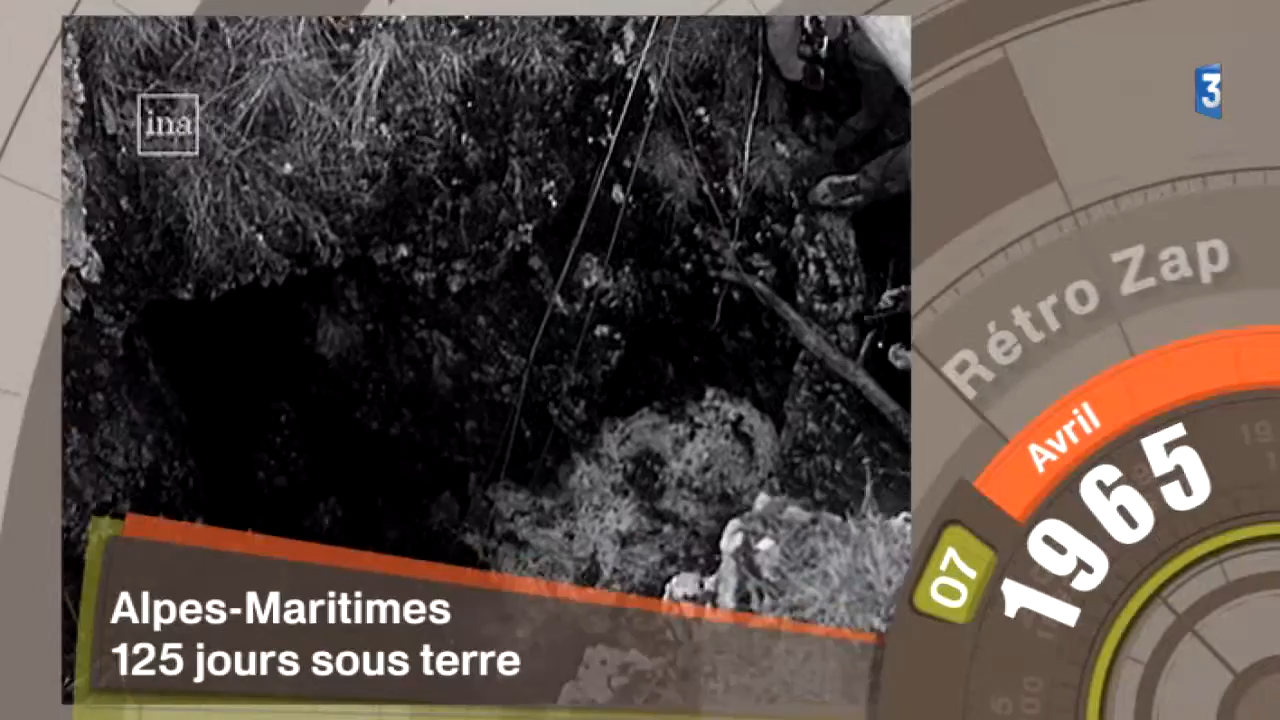 ina
3
Rétro Zap
Avril
1965
07
Alpes-Maritimes
125 jours sous terre